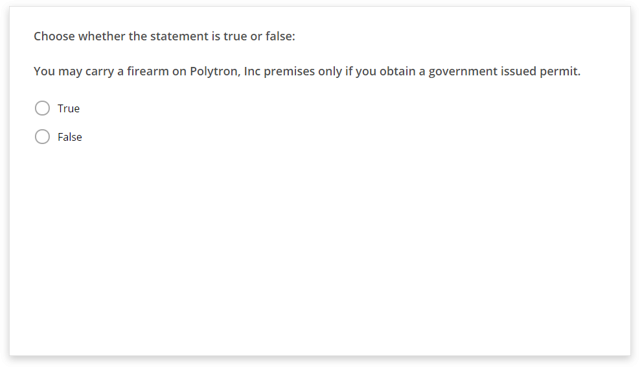 Choose whether the statement is true or false:
You may carry a firearm on Polytron, Inc premises only if you obtain a government issued permit.
True
False